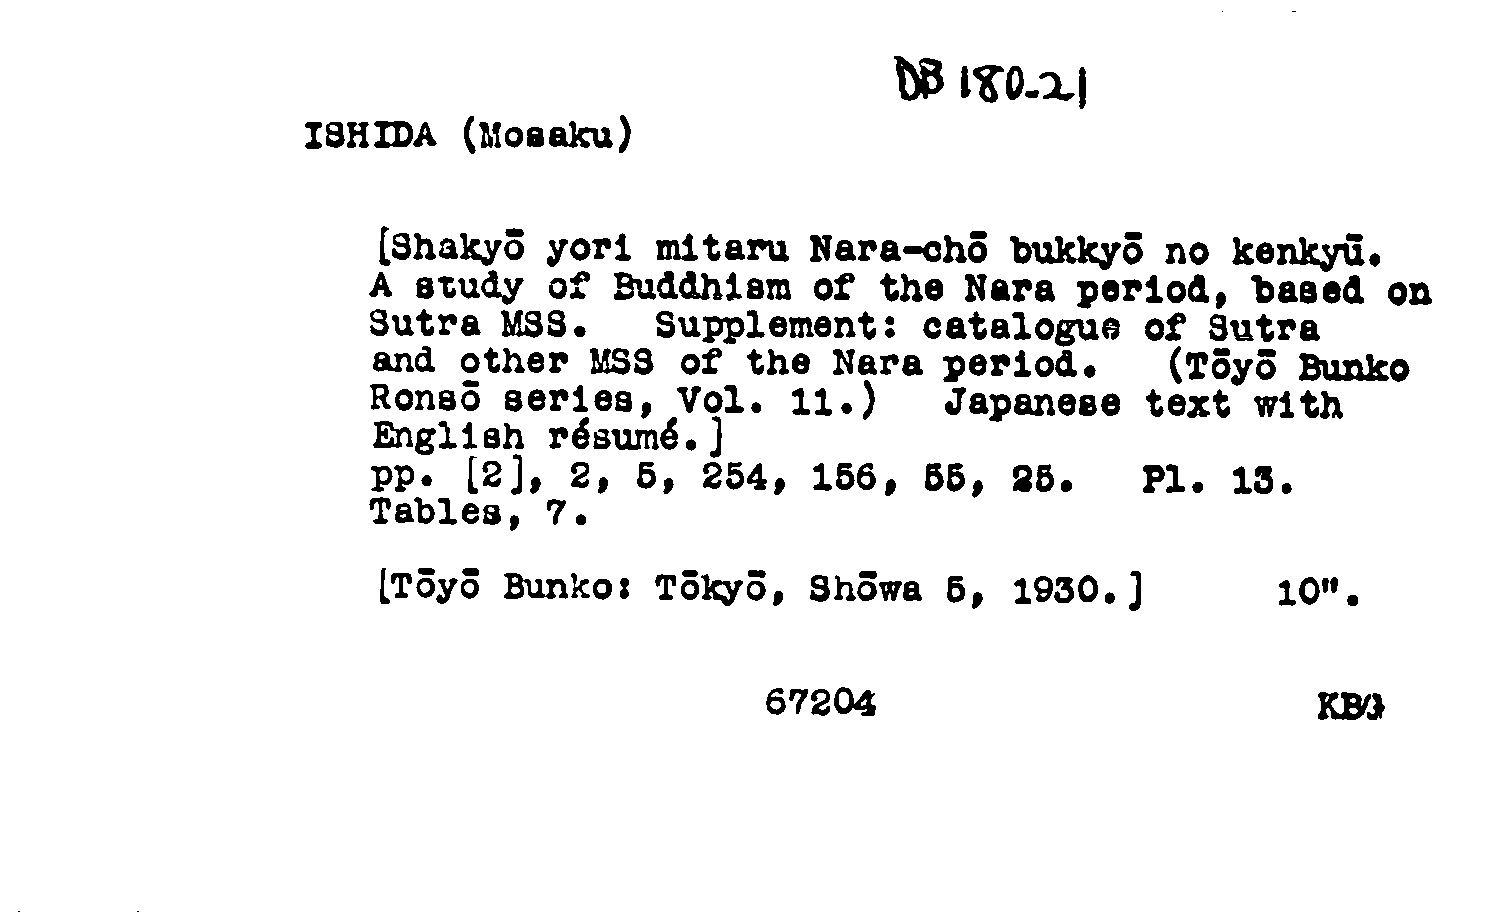 DB 180-21
ISHIDA (Mosaku)
[Shakyō yori mitaru Nara-chō bukkyō no kenkyū.
A study of Buddhism of the Nara period, based on
Sutra MSS.   Supplement: catalogue of Sutra
and other MSS of the Nara period.   (Tōyō Bunko
Ronsō series, Vol. 11.)   Japanese text with
English résumé.]
pp. [2], 2, 5, 254, 156, 55, 25.   Pl. 13.
Tables, 7.
[Tōyō Bunko: Tōkyō, Shōwa 5, 1930.]   10".
67204